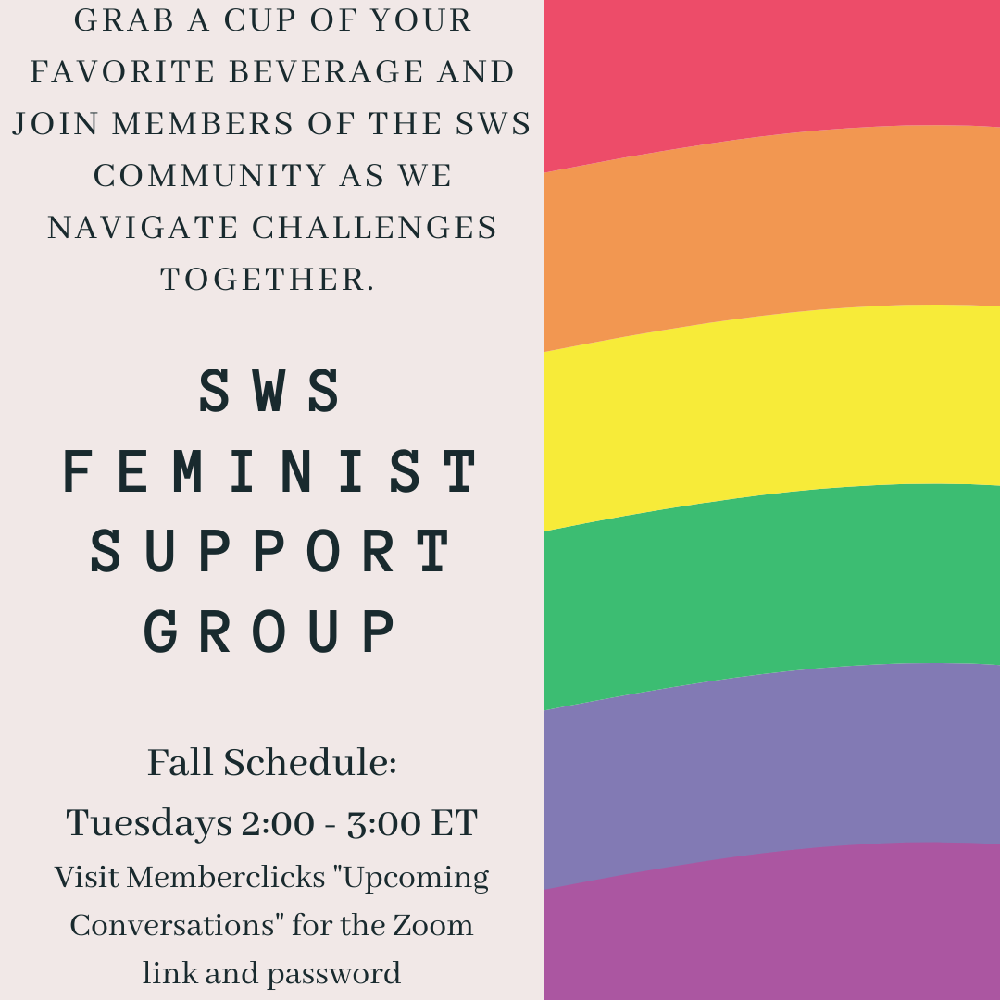 GRAB A CUP OF YOUR
FAVORITE BEVERAGE AND
JOIN MEMBERS OF THE SWS
COMMUNITY AS WE
NAVIGATE CHALLENGES
TOGETHER.
SWS
FEMINIST
SUPPORT
GROUP
Fall Schedule:
Tuesdays 2:00 - 3:00 ET
Visit Memberclicks "Upcoming
Conversations" for the Zoom
link and password